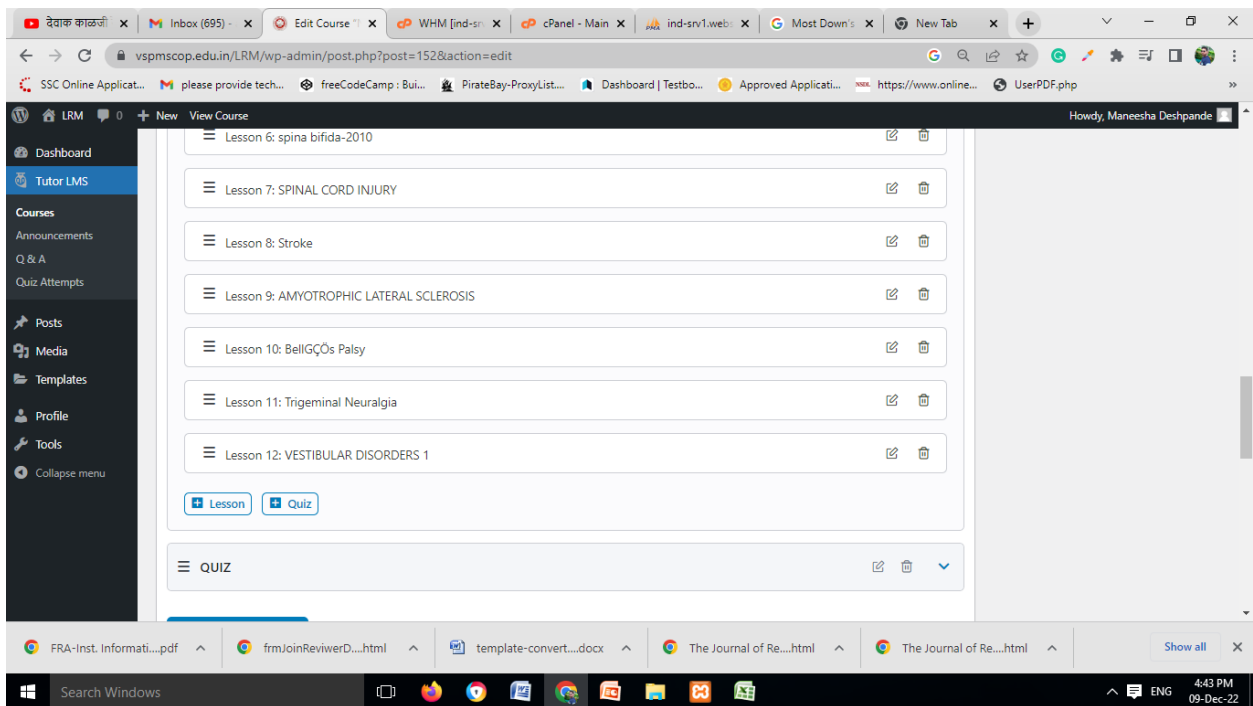 देवाक काळजी
Inbox (695) -
Edit Course "
WHM [ind-sr
cPanel - Main
ind-srv1.web
Most Down's
New Tab
vspmscop.edu.in/LRM/wp-admin/post.php?post=152&action=edit
SSC Online Applicat...
please provide tech...
freeCodeCamp : Bui...
PirateBay-ProxyList....
Dashboard | Testbo...
Approved Applicati...
https://www.online...
UserPDF.php
LRM
0
New
View Course
Howdy, Maneesha Deshpande
Dashboard
Tutor LMS
Courses
Announcements
Q & A
Quiz Attempts
Posts
Media
Templates
Profile
Tools
Collapse menu
Lesson 6: spina bifida-2010
Lesson 7: SPINAL CORD INJURY
Lesson 8: Stroke
Lesson 9: AMYOTROPHIC LATERAL SCLEROSIS
Lesson 10: BellGÇÖs Palsy
Lesson 11: Trigeminal Neuralgia
Lesson 12: VESTIBULAR DISORDERS 1
Lesson
Quiz
QUIZ
FRA-Inst. Informati....pdf
frmJoinReviwerD....html
template-convert....docx
The Journal of Re....html
The Journal of Re....html
Show all
Search Windows
ENG
4:43 PM
09-Dec-22